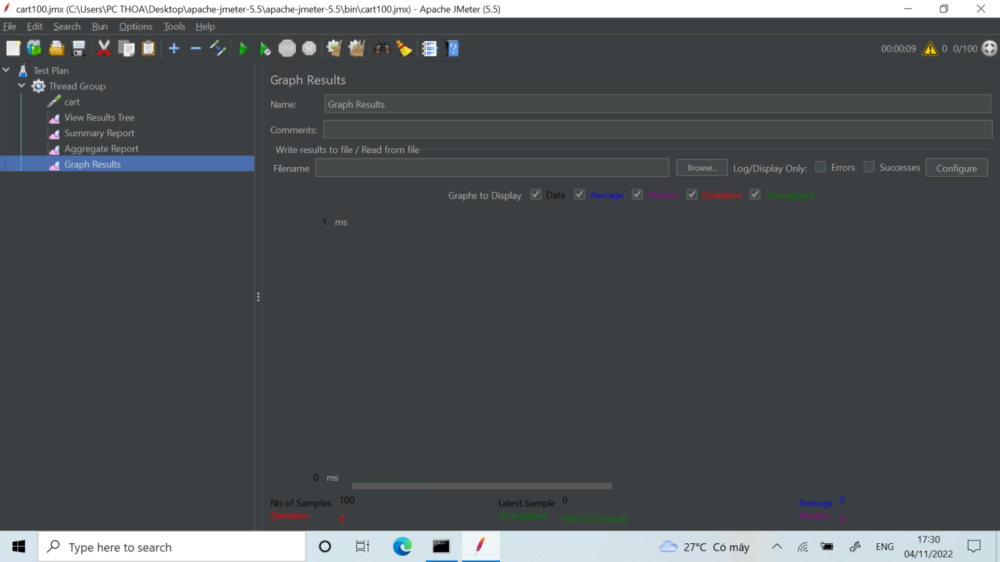 cart100.jmx (C:\Users\PC THOA\Desktop\apache-jmeter-5.5\apache-jmeter-5.5\bin\cart100.jmx) - Apache JMeter (5.5)
File Edit Search Run Options Tools Help
STOP 00:00:09 0 0/100
Test Plan
Thread Group
cart
View Results Tree
Summary Report
Aggregate Report
Graph Results
Graph Results
Name: Graph Results
Comments:
Write results to file / Read from file
Filename Browse... Log/Display Only: Errors Successes Configure
Graphs to Display Data Average Median Deviation Throughput
1 ms
0 ms
No of Samples 100 Latest Sample 0 Average 0
Deviation 0 Throughput 606.551/minute Median 0
Type here to search 27°C Có mây ENG 17:30
04/11/2022